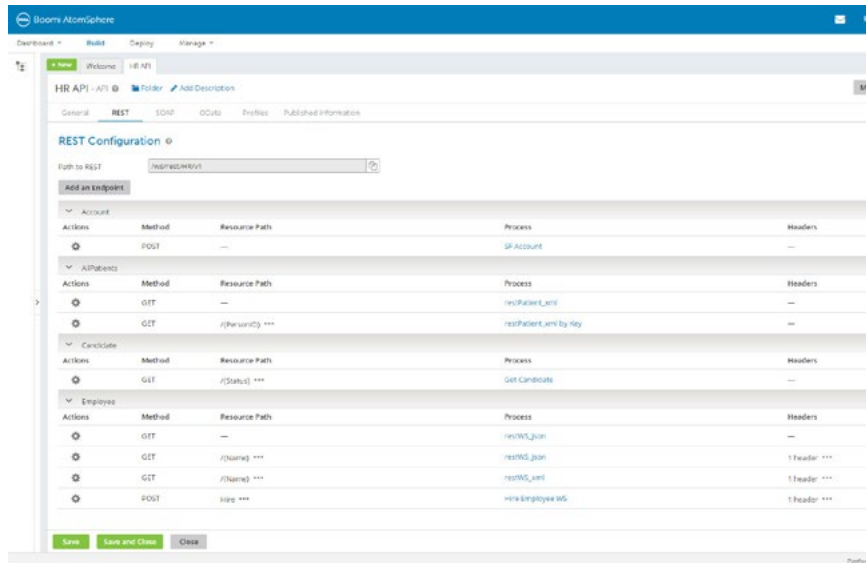 DELL Boomi AtomSphere
Dashboard Build Deploy Manage
+ New Welcome HR API
HR API - API Folder Add Description
General REST SOAP OData Profiles Published Information
REST Configuration
Path to REST /ws/rest/HR/v1
Add an Endpoint
Account
Actions Method Resource Path Process Headers
POST — SF Account —
AllPatients
Actions Method Resource Path Process Headers
GET — restPatient_xml —
GET /{PersonID} ••• restPatient_xml by Key —
Candidate
Actions Method Resource Path Process Headers
GET /{Status} ••• Get Candidate —
Employee
Actions Method Resource Path Process Headers
GET — restWS_json —
GET /{Name} ••• restWS_json 1 header •••
GET /{Name} ••• restWS_xml 1 header •••
POST Hire ••• Hire Employee WS 1 header •••
Save Save and Close Close